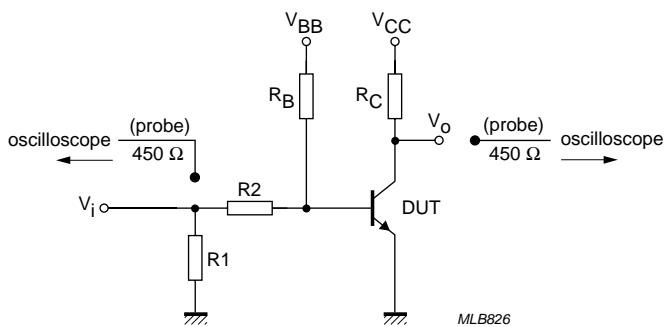 VBB
VCC
RB
RC
(probe)
oscilloscope
450 Ω
Vo
(probe)
450 Ω
oscilloscope
Vi
R2
DUT
R1
MLB826